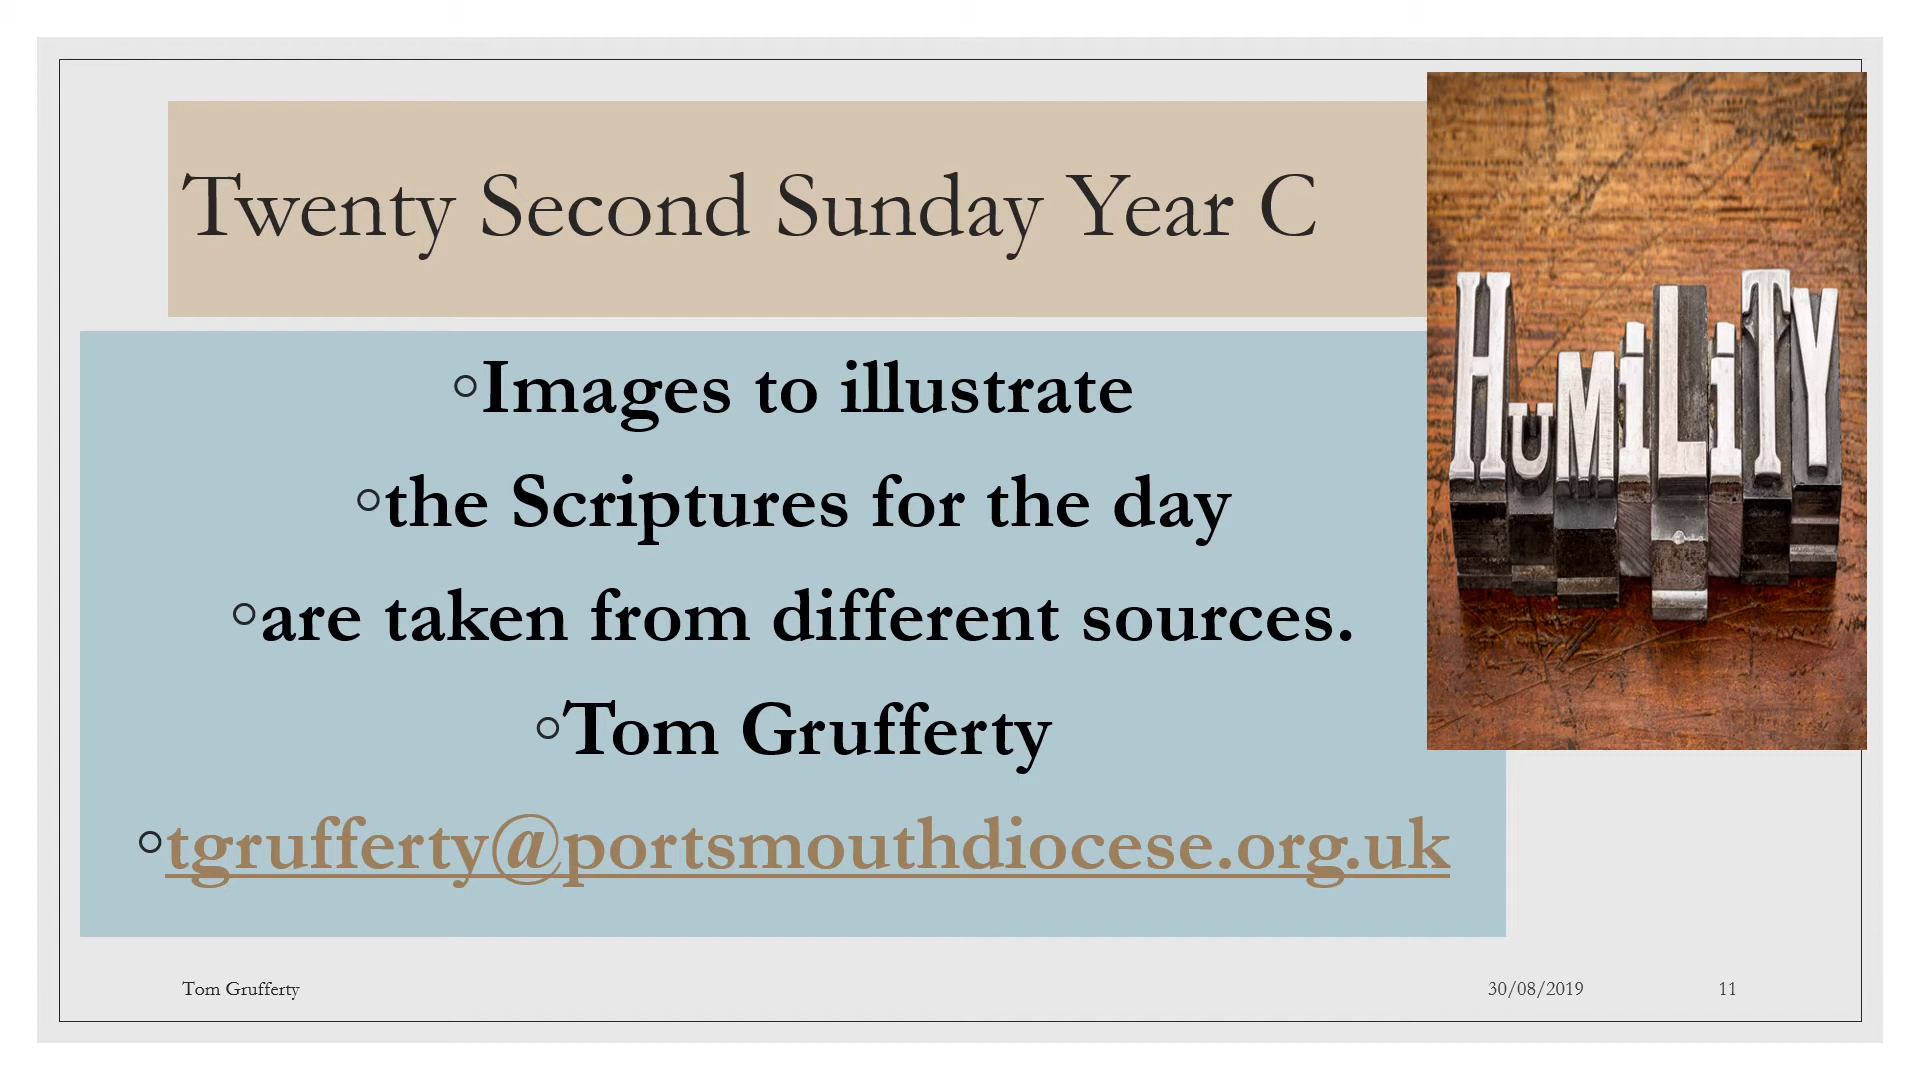 Twenty Second Sunday Year C
HUMiLiTY
◦Images to illustrate
◦the Scriptures for the day
◦are taken from different sources.
◦Tom Grufferty
◦tgrufferty@portsmouthdiocese.org.uk
Tom Grufferty
30/08/2019
11